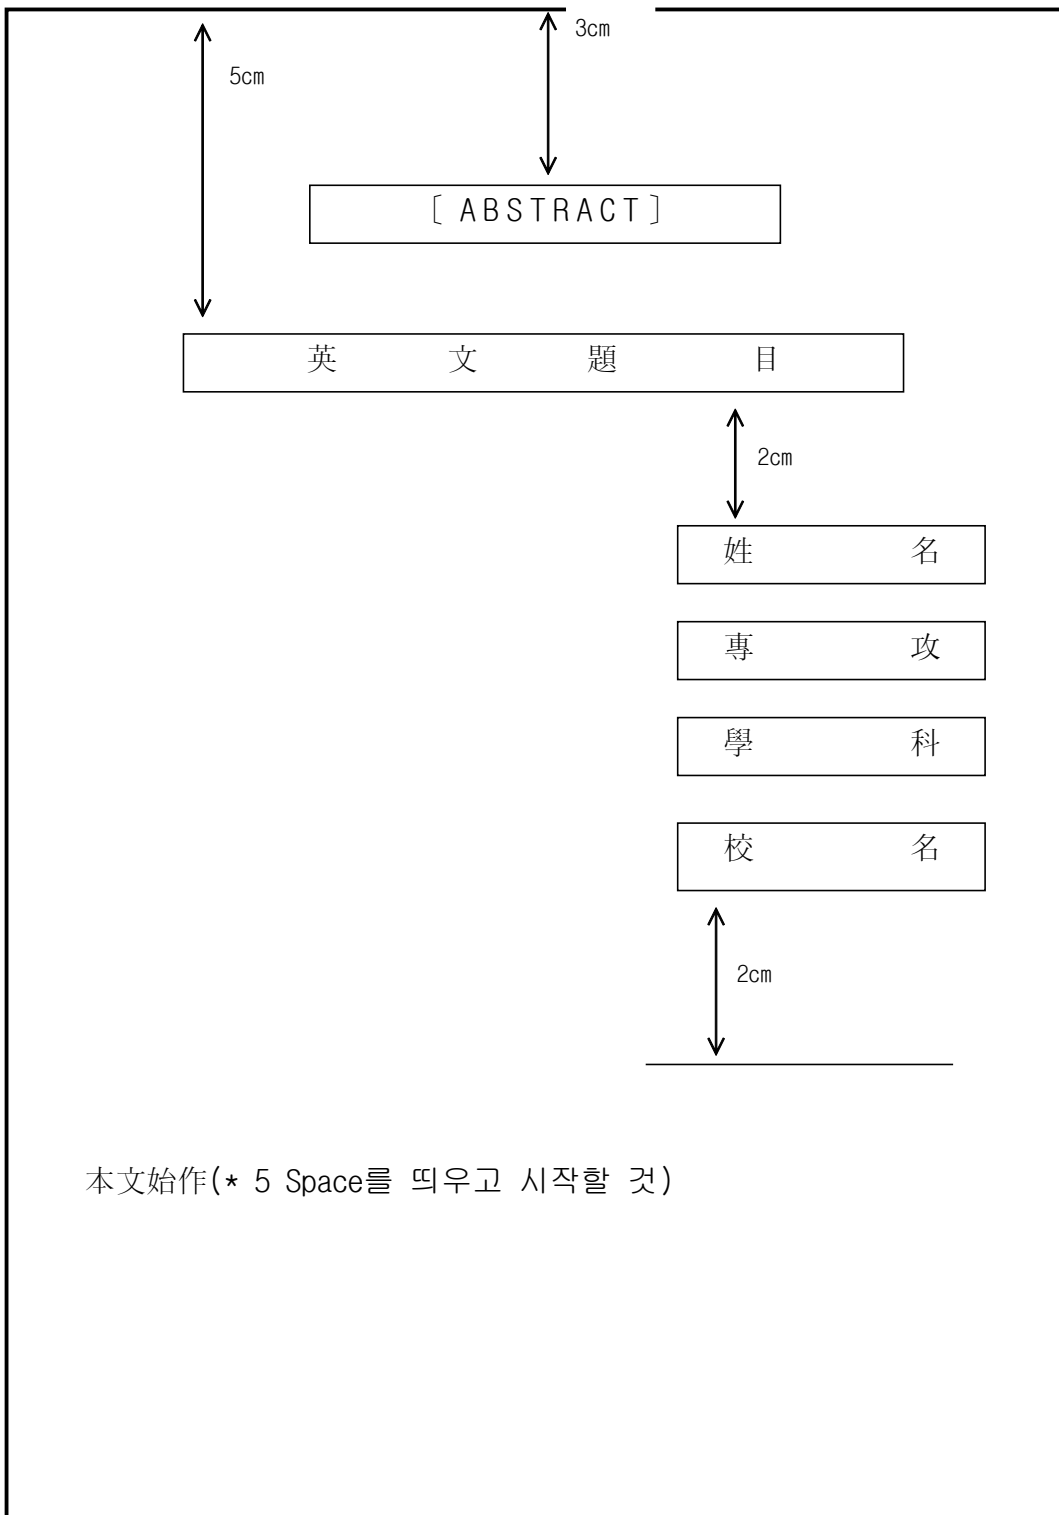 3cm
5cm
〔 ABSTRACT〕
英 文 題 目
2cm
姓 名
專 攻
學 科
校 名
2cm
本文始作(* 5 Space를 띄우고 시작할 것)